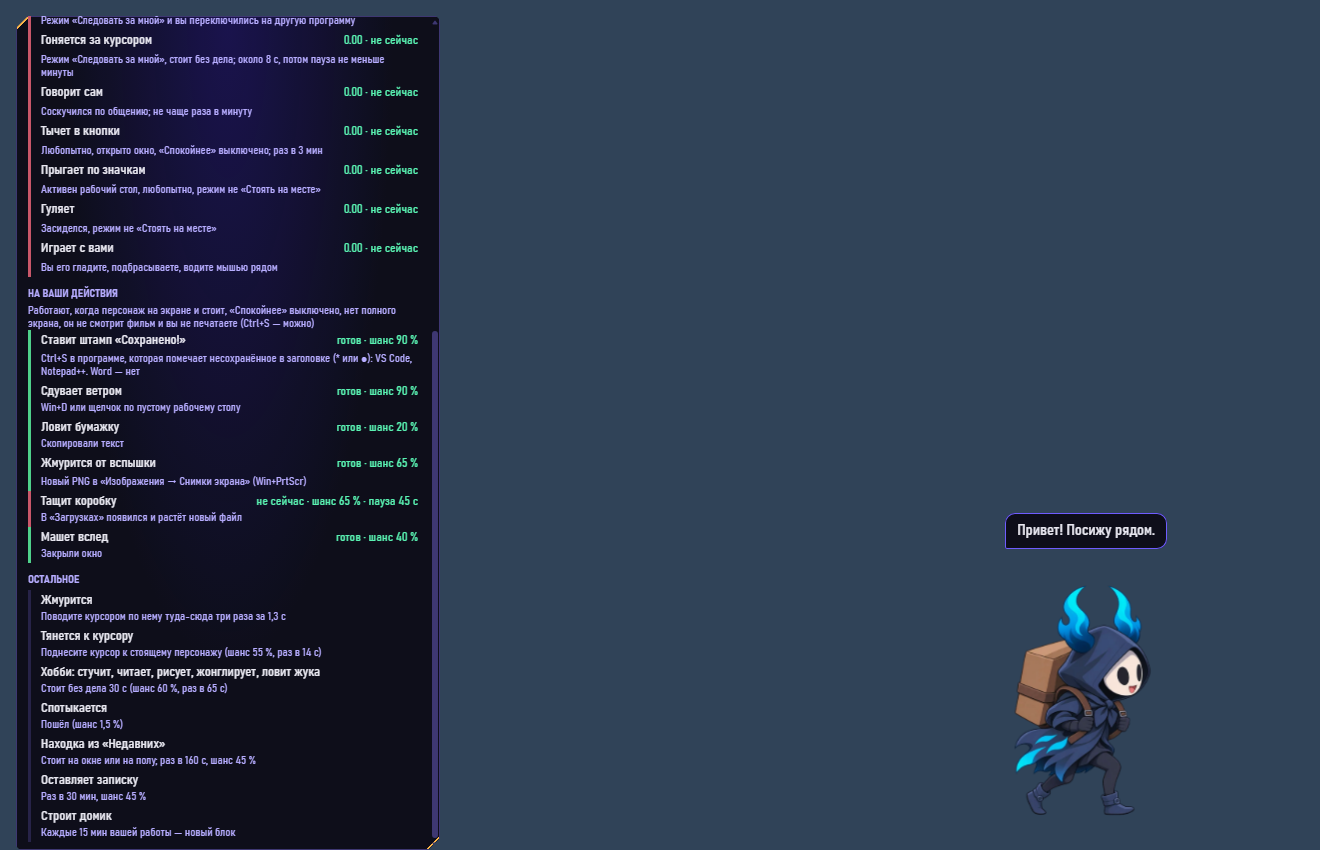 Режим «Следовать за мной» и вы переключились на другую программу
Гоняется за курсором 0.00 · не сейчас
Режим «Следовать за мной», стоит без дела; около 8 с, потом пауза не меньше
минуты
Говорит сам 0.00 · не сейчас
Соскучился по общению; не чаще раза в минуту
Тычет в кнопки 0.00 · не сейчас
Любопытно, открыто окно, «Спокойнее» выключено; раз в 3 мин
Прыгает по значкам 0.00 · не сейчас
Активен рабочий стол, любопытно, режим не «Стоять на месте»
Гуляет 0.00 · не сейчас
Засиделся, режим не «Стоять на месте»
Играет с вами 0.00 · не сейчас
Вы его гладите, подбрасываете, водите мышью рядом
НА ВАШИ ДЕЙСТВИЯ
Работают, когда персонаж на экране и стоит, «Спокойнее» выключено, нет полного
экрана, он не смотрит фильм и вы не печатаете (Ctrl+S — можно)
Ставит штамп «Сохранено!» готов · шанс 90 %
Ctrl+S в программе, которая помечает несохранённое в заголовке (* или ●): VS Code,
Notepad++. Word — нет
Сдувает ветром готов · шанс 90 %
Win+D или щелчок по пустому рабочему столу
Ловит бумажку готов · шанс 20 %
Скопировали текст
Жмурится от вспышки готов · шанс 65 %
Новый PNG в «Изображения → Снимки экрана» (Win+PrtScr)
Тащит коробку не сейчас · шанс 65 % · пауза 45 с
В «Загрузках» появился и растёт новый файл
Машет вслед готов · шанс 40 %
Закрыли окно
ОСТАЛЬНОЕ
Жмурится
Поводите курсором по нему туда-сюда три раза за 1,3 с
Тянется к курсору
Поднесите курсор к стоящему персонажу (шанс 55 %, раз в 14 с)
Хобби: стучит, читает, рисует, жонглирует, ловит жука
Стоит без дела 30 с (шанс 60 %, раз в 65 с)
Спотыкается
Пошёл (шанс 1,5 %)
Находка из «Недавних»
Стоит на окне или на полу; раз в 160 с, шанс 45 %
Оставляет записку
Раз в 30 мин, шанс 45 %
Строит домик
Каждые 15 мин вашей работы — новый блок
Привет! Посижу рядом.